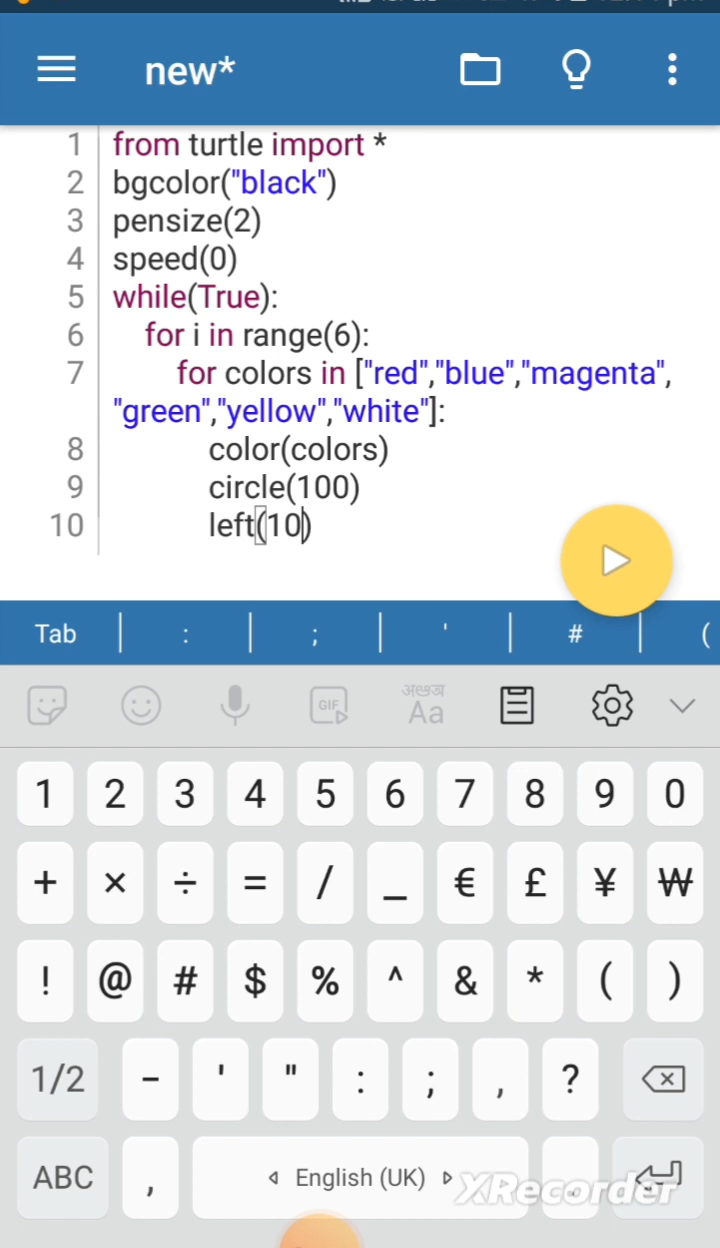 new*
1 from turtle import *
2 bgcolor("black")
3 pensize(2)
4 speed(0)
5 while(True):
6 for i in range(6):
7 for colors in ["red","blue","magenta",
"green","yellow","white"]:
8 color(colors)
9 circle(100)
10 left(10)
Tab : ; ' # (
GIF अଞअ Aa
1 2 3 4 5 6 7 8 9 0
+ × ÷ = / _ € £ ¥ ₩
! @ # $ % ^ & * ( )
1/2 - ' " : ; , ?
ABC , English (UK) .
XRecorder